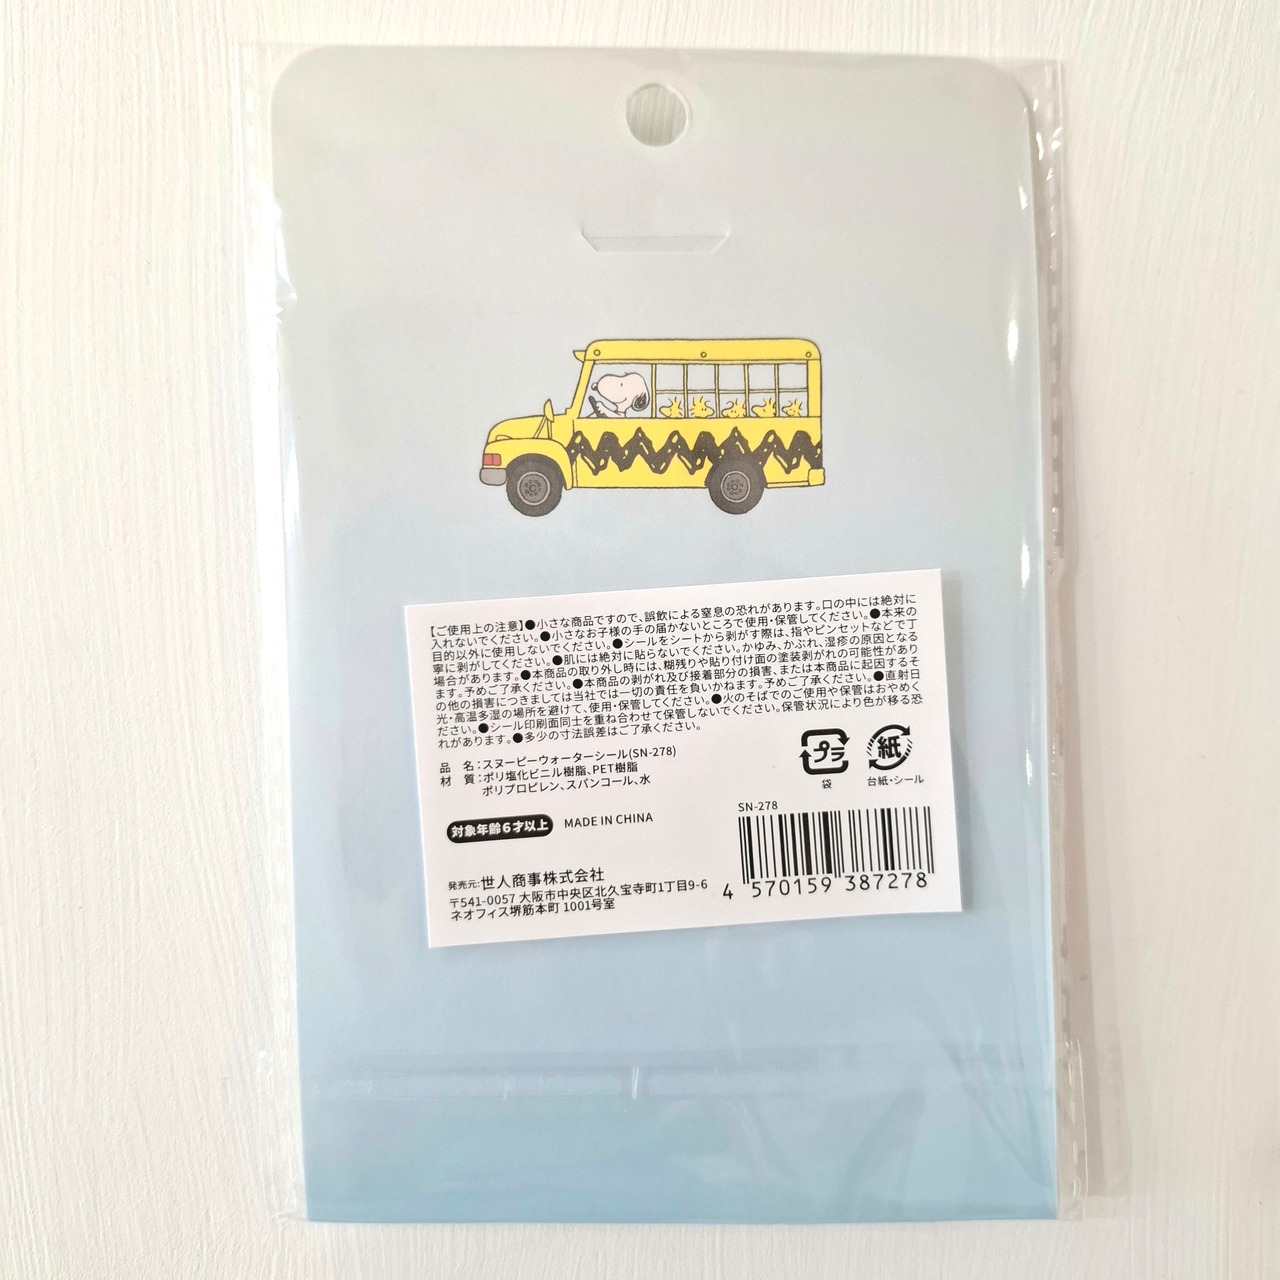 【ご使用上の注意】●小さな商品ですので、誤飲による窒息の恐れがあります。口の中には絶対に
入れないでください。●小さなお子様の手の届かないところで使用・保管してください。●本来の
目的以外に使用しないでください。●シールをシートから剥がす際は、指やピンセットなどで丁
寧に剥がしてください。●肌には絶対に貼らないでください。かゆみ、かぶれ、湿疹の原因となる
場合があります。●本商品の取り外し時には、糊残りや貼り付け面の塗装剥がれの可能性があり
ます。予めご了承ください。●本商品の剥がれ及び接着部分の損害、または本商品に起因するそ
の他の損害につきましては当社では一切の責任を負いかねます。予めご了承ください。●直射日
光・高温多湿の場所を避けて、使用・保管してください。●火のそばでのご使用や保管はおやめく
ださい。●シール印刷面同士を重ね合わせて保管しないでください。保管状況により色が移る恐
れがあります。●多少の寸法誤差はご了承ください。
品 名：スヌーピーウォーターシール(SN-278)
材 質：ポリ塩化ビニル樹脂、PET樹脂
ポリプロピレン、スパンコール、水
プラ
袋
紙
台紙・シール
対象年齢6才以上
MADE IN CHINA
SN-278
4 570159 387278
発売元：世人商事株式会社
〒541-0057 大阪市中央区北久宝寺町1丁目9-6
ネオフィス堺筋本町 1001号室